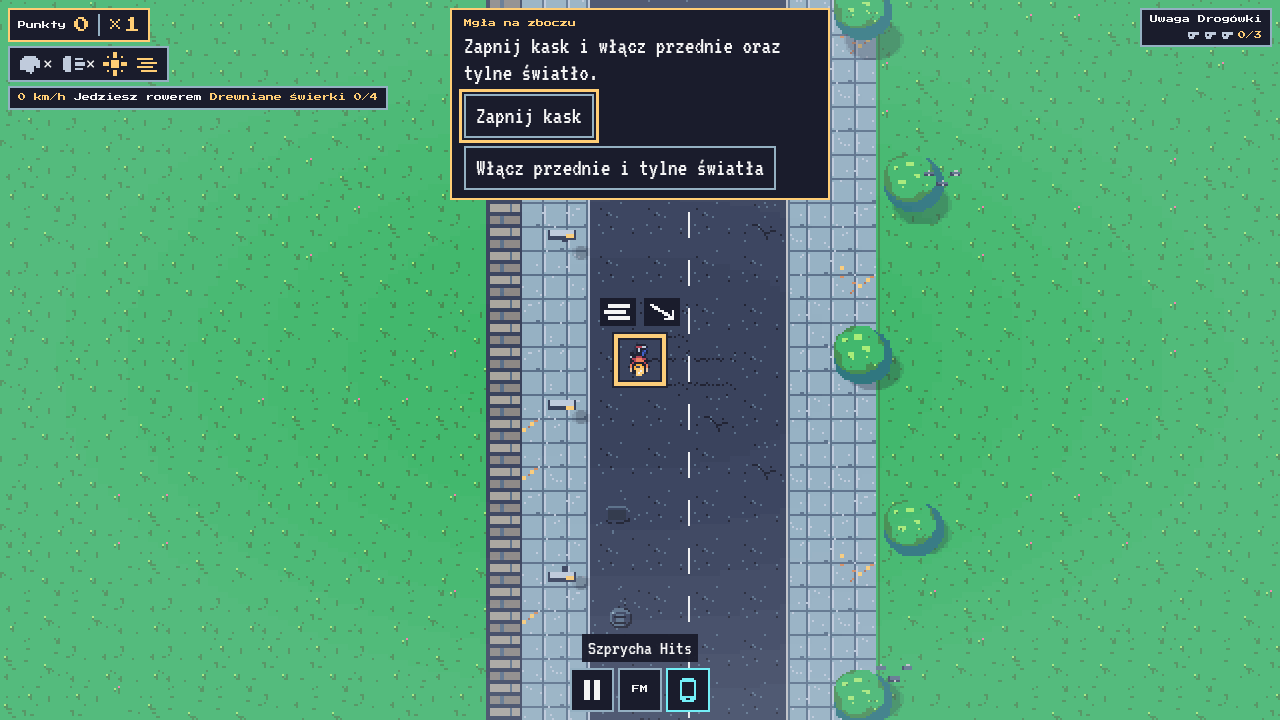 Punkty 0 x1
0 km/h Jedziesz rowerem Drewniane świerki 0/4
Mgła na zboczu
Zapnij kask i włącz przednie oraz
tylne światło.
Zapnij kask
Włącz przednie i tylne światła
Uwaga Drogówki
0/3
Szprycha Hits
FM